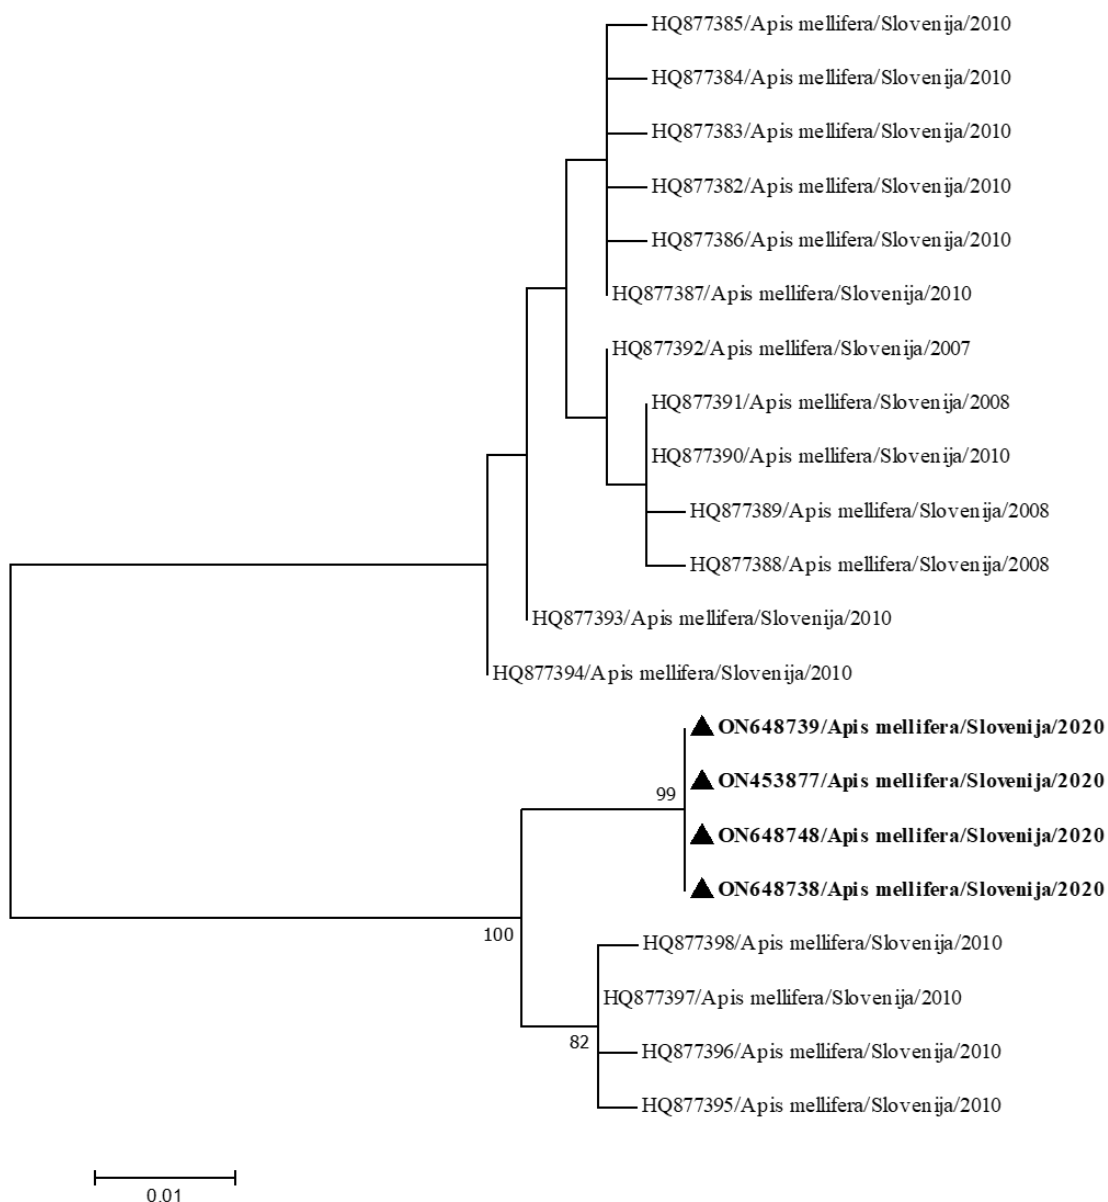 HQ877385/Apis mellifera/Slovenija/2010
HQ877384/Apis mellifera/Slovenija/2010
HQ877383/Apis mellifera/Slovenija/2010
HQ877382/Apis mellifera/Slovenija/2010
HQ877386/Apis mellifera/Slovenija/2010
HQ877387/Apis mellifera/Slovenija/2010
HQ877392/Apis mellifera/Slovenija/2007
HQ877391/Apis mellifera/Slovenija/2008
HQ877390/Apis mellifera/Slovenija/2010
HQ877389/Apis mellifera/Slovenija/2008
HQ877388/Apis mellifera/Slovenija/2008
HQ877393/Apis mellifera/Slovenija/2010
HQ877394/Apis mellifera/Slovenija/2010
ON648739/Apis mellifera/Slovenija/2020
ON453877/Apis mellifera/Slovenija/2020
99
ON648748/Apis mellifera/Slovenija/2020
ON648738/Apis mellifera/Slovenija/2020
100
HQ877398/Apis mellifera/Slovenija/2010
HQ877397/Apis mellifera/Slovenija/2010
82
HQ877396/Apis mellifera/Slovenija/2010
HQ877395/Apis mellifera/Slovenija/2010
0.01